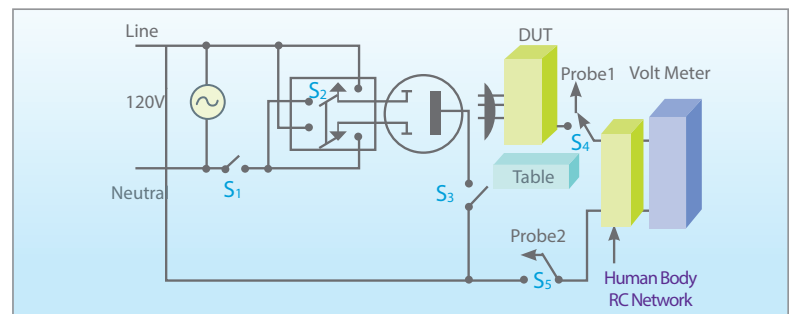 Line
DUT
Probe1
Volt Meter
120V
S₂
S₄
Neutral
S₁
S₃
Table
Probe2
S₅
Human Body
RC Network